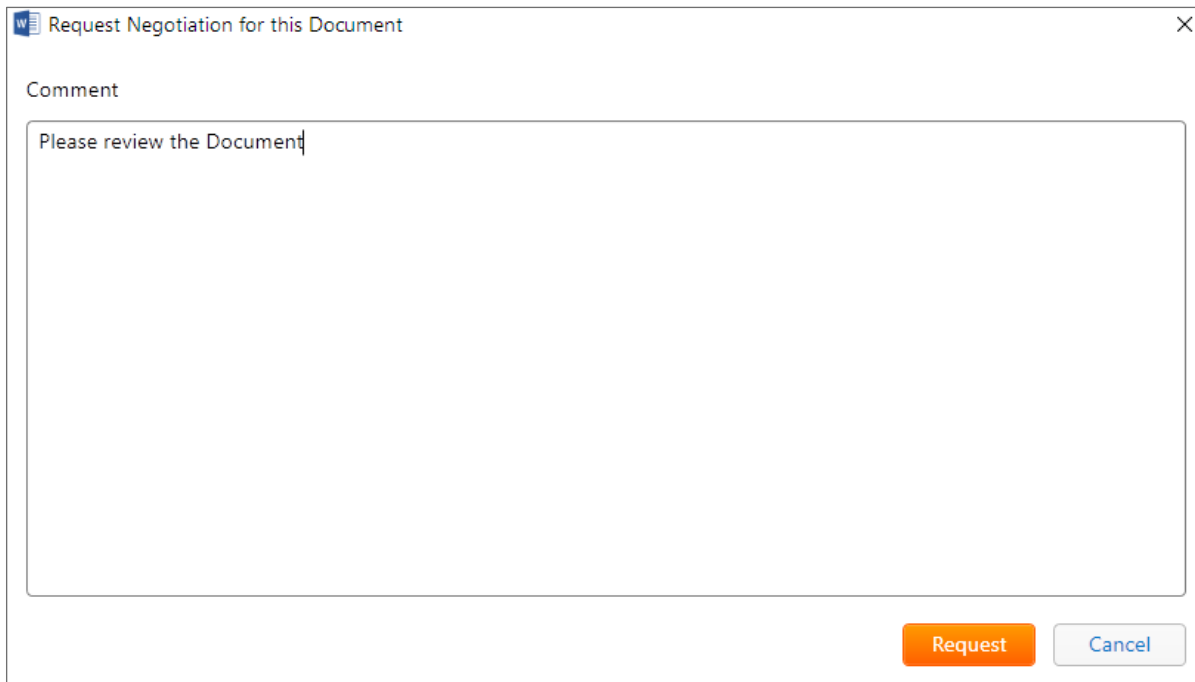 Request Negotiation for this Document
Comment
Please review the Document
Request
Cancel